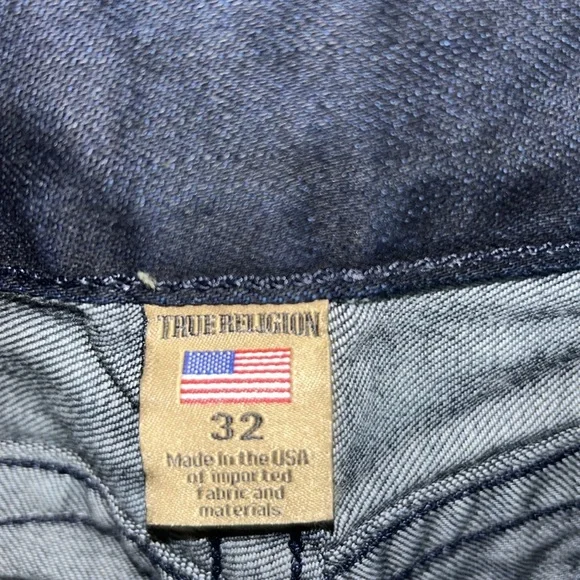 TRUE RELIGION
32
Made in the USA
of imported
fabric and
materials